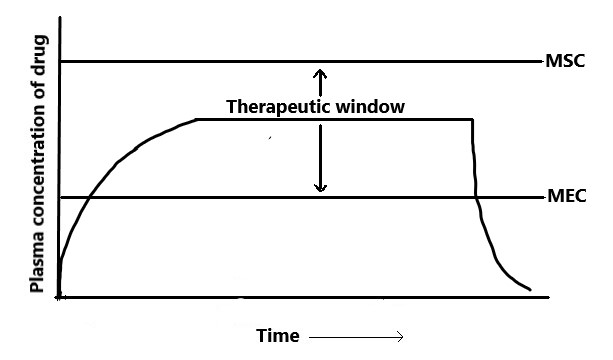 Plasma concentration of drug
MSC
Therapeutic window
MEC
Time